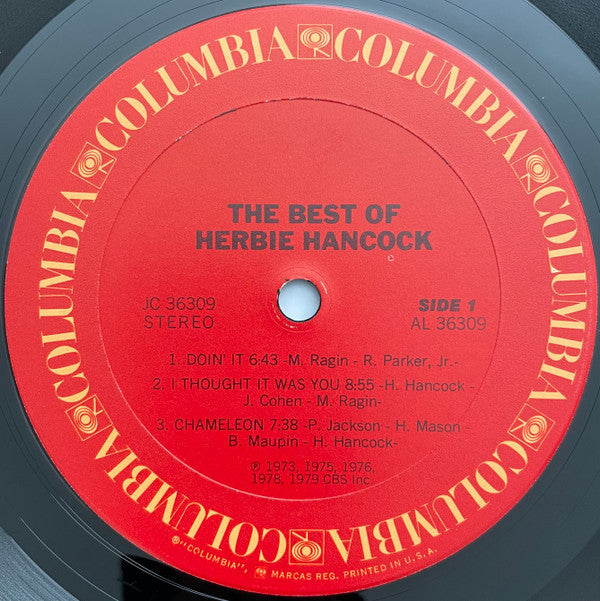 COLUMBIA COLUMBIA COLUMBIA COLUMBIA COLUMBIA COLUMBIA COLUMBIA COLUMBIA
THE BEST OF
HERBIE HANCOCK
JC 36309
STEREO
SIDE 1
AL 36309
1. DOIN' IT 6:43 -M. Ragin - R. Parker, Jr.-
2. I THOUGHT IT WAS YOU 8:55 -H. Hancock -
J. Cohen - M. Ragin-
3. CHAMELEON 7:38 -P. Jackson - H. Mason -
B. Maupin - H. Hancock-
℗ 1973, 1975, 1976,
1978, 1979 CBS Inc.
®"COLUMBIA", MARCAS REG. PRINTED IN U.S.A.